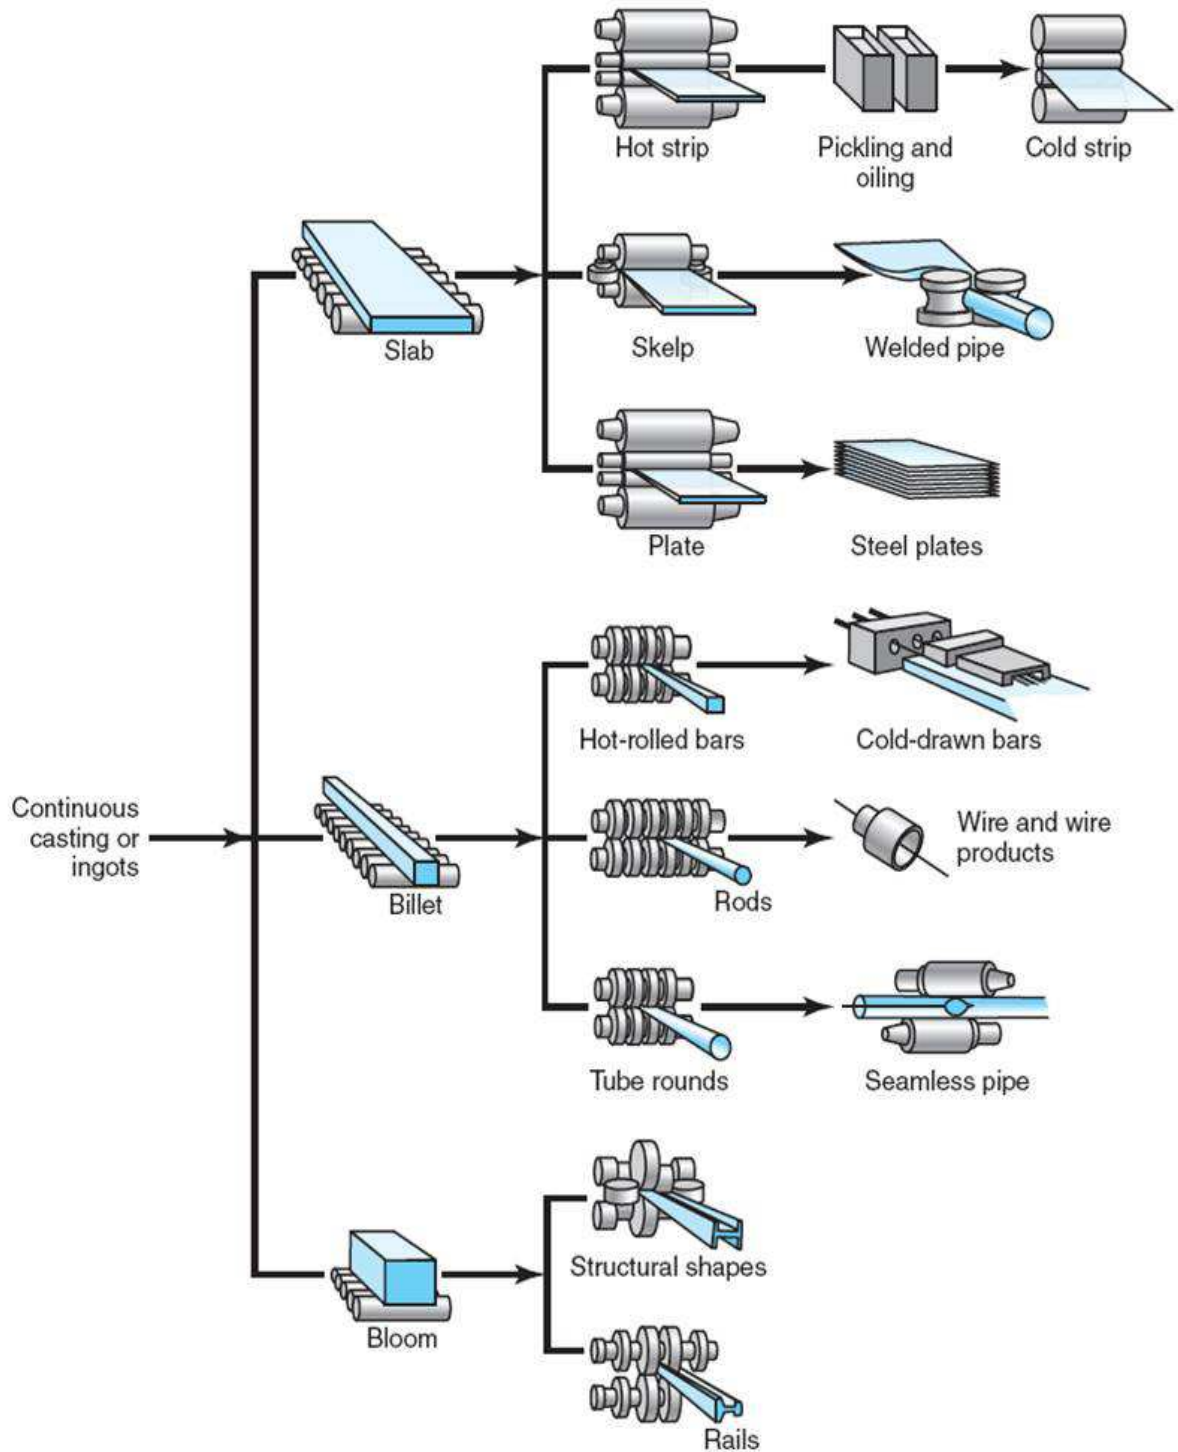 Hot strip
Pickling and
oiling
Cold strip
Slab
Skelp
Welded pipe
Plate
Steel plates
Hot-rolled bars
Cold-drawn bars
Continuous
casting or
ingots
Billet
Rods
Wire and wire
products
Tube rounds
Seamless pipe
Structural shapes
Bloom
Rails